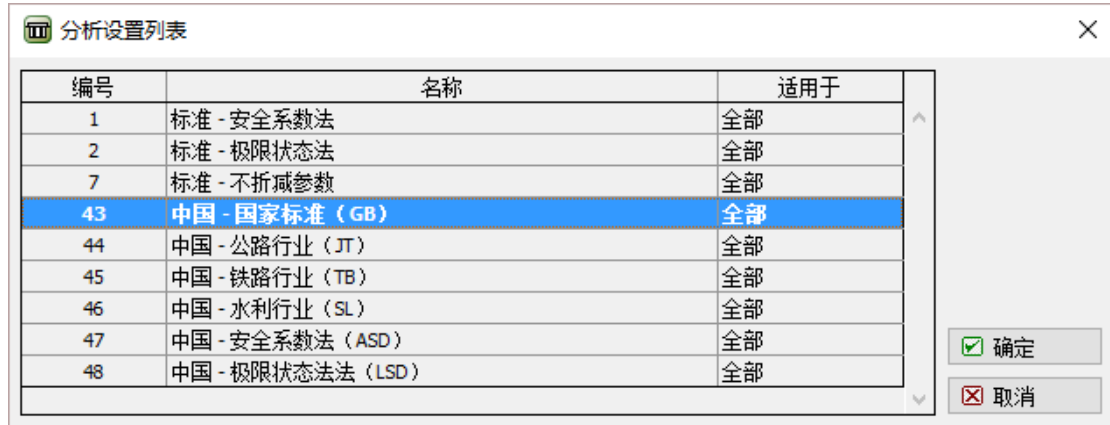 分析设置列表
编号 名称 适用于
1 标准 - 安全系数法 全部
2 标准 - 极限状态法 全部
7 标准 - 不折减参数 全部
43 中国 - 国家标准（GB） 全部
44 中国 - 公路行业（JT） 全部
45 中国 - 铁路行业（TB） 全部
46 中国 - 水利行业（SL） 全部
47 中国 - 安全系数法（ASD） 全部
48 中国 - 极限状态法法（LSD） 全部
确定
取消